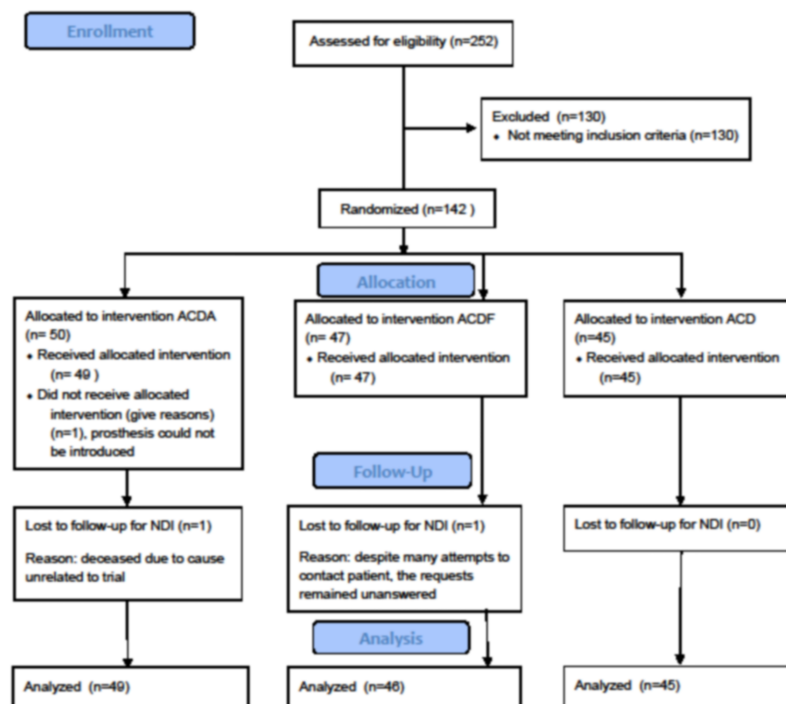 Enrollment
Assessed for eligibility (n=252)
Excluded (n=130)
• Not meeting inclusion criteria (n=130)
Randomized (n=142 )
Allocation
Allocated to intervention ACDA
(n= 50)
• Received allocated intervention
(n= 49 )
• Did not receive allocated
intervention (give reasons)
(n=1), prosthesis could not
be introduced
Allocated to intervention ACDF
(n= 47)
• Received allocated intervention
(n= 47)
Allocated to intervention ACD
(n=45)
• Received allocated intervention
(n=45)
Follow-Up
Lost to follow-up for NDI (n=1)
Reason: deceased due to cause
unrelated to trial
Lost to follow-up for NDI (n=1)
Reason: despite many attempts to
contact patient, the requests
remained unanswered
Lost to follow-up for NDI (n=0)
Analysis
Analyzed (n=49)
Analyzed (n=46)
Analyzed (n=45)